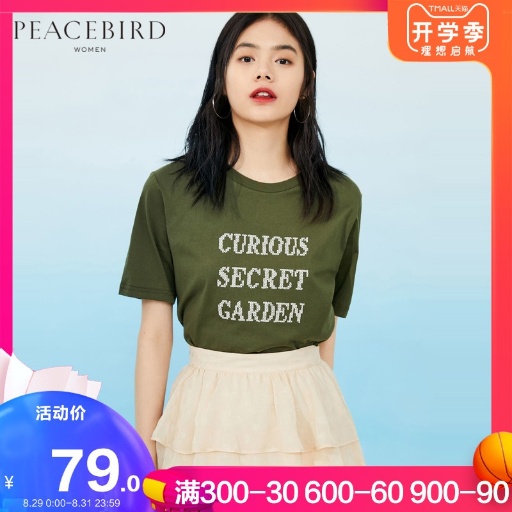 PEACEBIRD
WOMEN
TMALL天猫
开学季
理想启航
CURIOUS
SECRET
GARDEN
活动价
¥ 79.0
8.29 0:00-8.31 23:59
满300-30 600-60 900-90